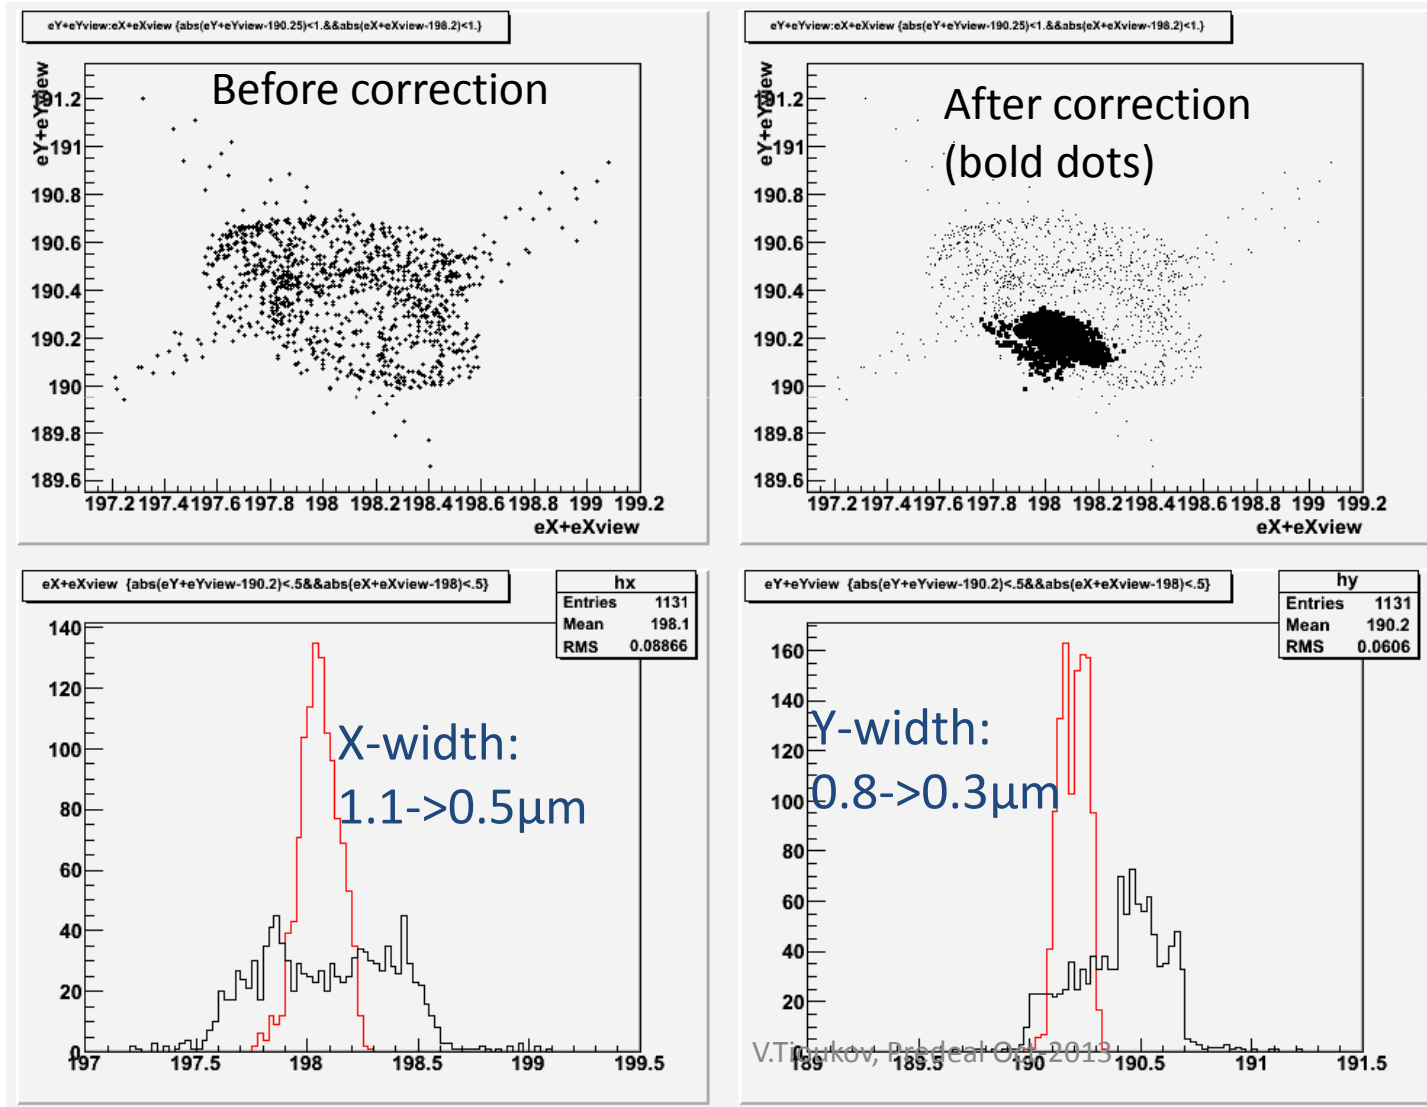 eY+eYview:eX+eXview {abs(eY+eYview-190.25)<1.&&abs(eX+eXview-198.2)<1.}
Before correction
eY+eYview
191.2
191
190.8
190.6
190.4
190.2
190
189.8
189.6
197.2 197.4 197.6 197.8 198 198.2 198.4 198.6 198.8 199 199.2
eX+eXview
eY+eYview:eX+eXview {abs(eY+eYview-190.25)<1.&&abs(eX+eXview-198.2)<1.}
After correction
(bold dots)
eY+eYview
191.2
191
190.8
190.6
190.4
190.2
190
189.8
189.6
197.2 197.4 197.6 197.8 198 198.2 198.4 198.6 198.8 199 199.2
eX+eXview
eX+eXview {abs(eY+eYview-190.2)<.5&&abs(eX+eXview-198)<.5}
hx
Entries 1131
Mean 198.1
RMS 0.08866
140
120
100
80
60
40
20
0
X-width:
1.1->0.5µm
197 197.5 198 198.5 199 199.5
eY+eYview {abs(eY+eYview-190.2)<.5&&abs(eX+eXview-198)<.5}
hy
Entries 1131
Mean 190.2
RMS 0.0606
160
140
120
100
80
60
40
20
0
Y-width:
0.8->0.3µm
189 189.5 190 190.5 191 191.5
V.Tioukov, Predeal Oct-2013